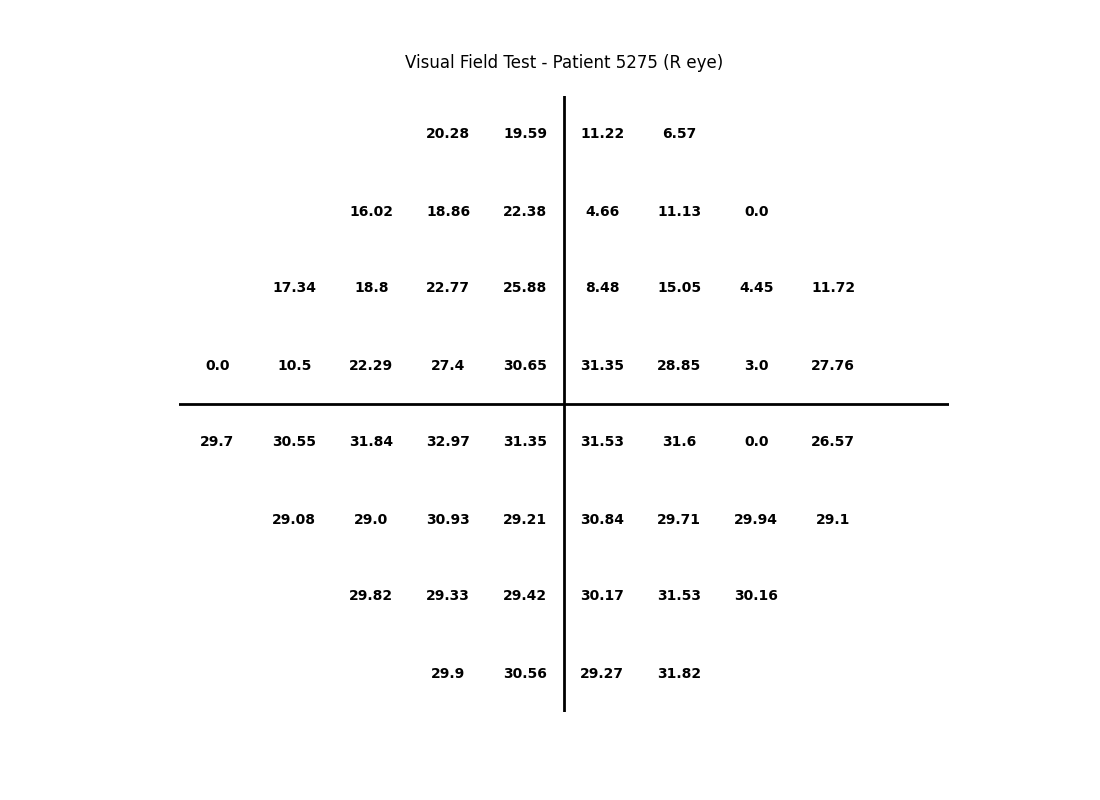 Visual Field Test - Patient 5275 (R eye)
20.28 19.59 11.22 6.57
16.02 18.86 22.38 4.66 11.13 0.0
17.34 18.8 22.77 25.88 8.48 15.05 4.45 11.72
0.0 10.5 22.29 27.4 30.65 31.35 28.85 3.0 27.76
29.7 30.55 31.84 32.97 31.35 31.53 31.6 0.0 26.57
29.08 29.0 30.93 29.21 30.84 29.71 29.94 29.1
29.82 29.33 29.42 30.17 31.53 30.16
29.9 30.56 29.27 31.82